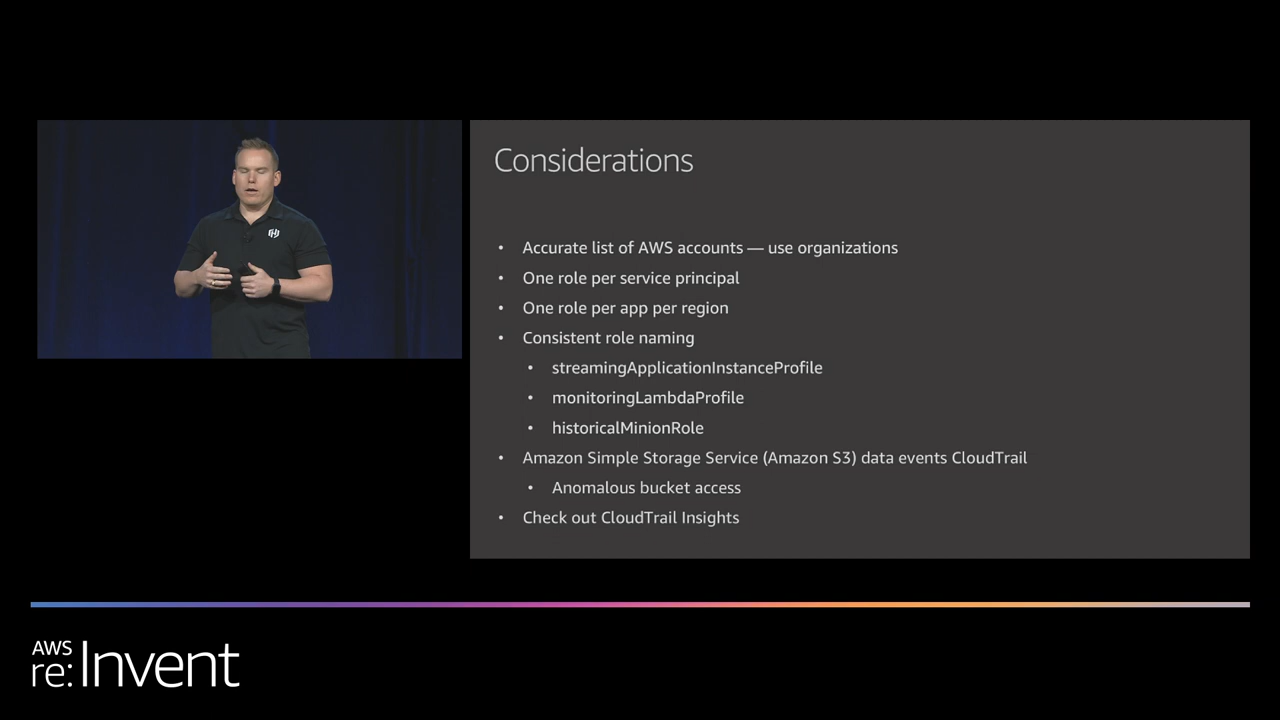 Considerations
• Accurate list of AWS accounts — use organizations
• One role per service principal
• One role per app per region
• Consistent role naming
• streamingApplicationInstanceProfile
• monitoringLambdaProfile
• historicalMinionRole
• Amazon Simple Storage Service (Amazon S3) data events CloudTrail
• Anomalous bucket access
• Check out CloudTrail Insights
AWS
re:Invent